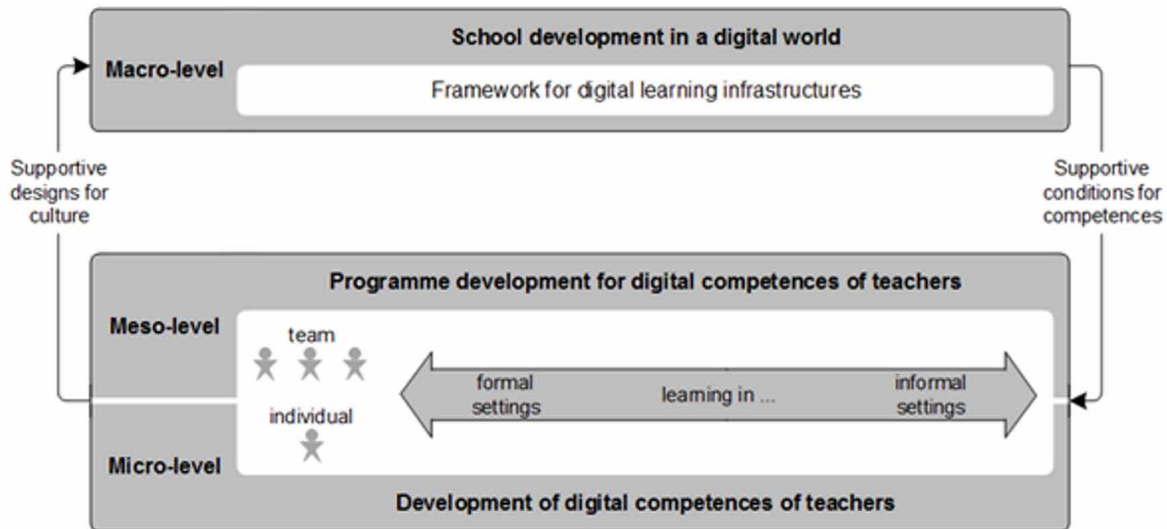 School development in a digital world
Macro-level
Framework for digital learning infrastructures
Supportive
designs for
culture
Supportive
conditions for
competences
Programme development for digital competences of teachers
Meso-level
team
formal
settings
learning in ...
informal
settings
individual
Micro-level
Development of digital competences of teachers